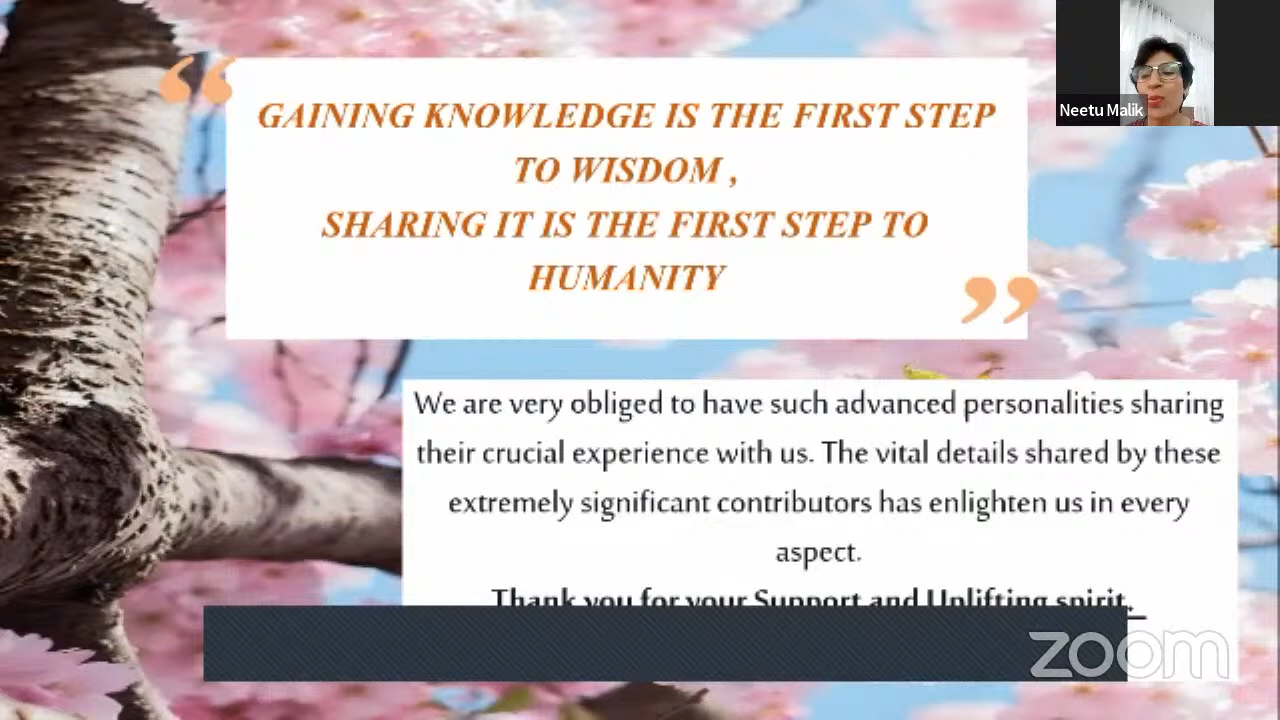 “
GAINING KNOWLEDGE IS THE FIRST STEP
TO WISDOM ,
SHARING IT IS THE FIRST STEP TO
HUMANITY
”
Neetu Malik
We are very obliged to have such advanced personalities sharing
their crucial experience with us. The vital details shared by these
extremely significant contributors has enlighten us in every
aspect.
Thank you for your Support and Uplifting spirit.
zoom